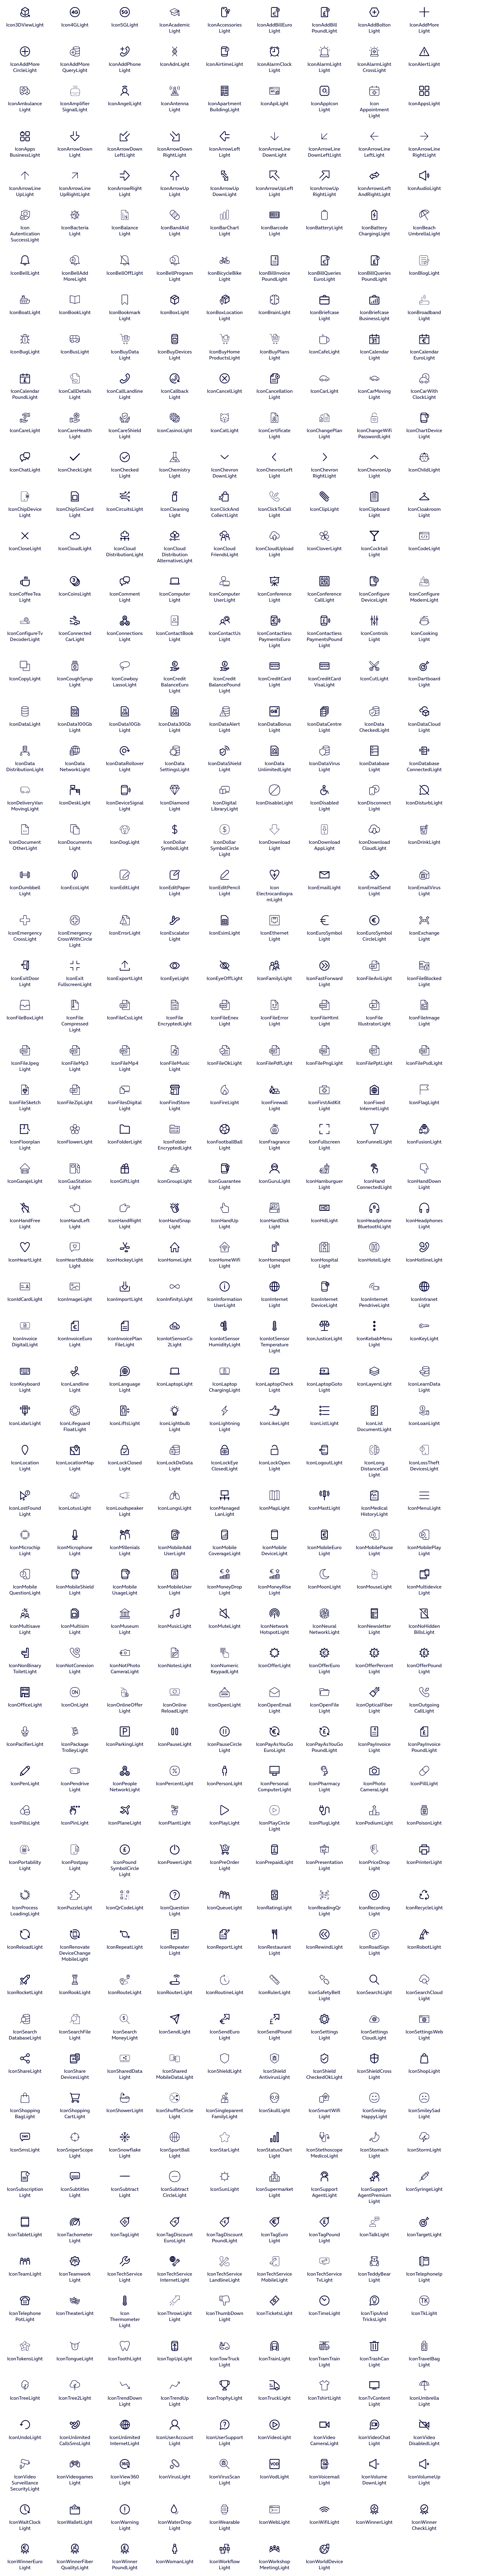 Icon3DViewLight Icon4GLight Icon5GLight IconAcademic IconAccessories IconAddBillEuro IconAddBill IconAddBolton IconAddMore
Light Light Light PoundLight Light Light
IconAddMore IconAddMore IconAddPhone IconAdnLight IconAirtimeLight IconAlarmClock IconAlarmLight IconAlarmLight IconAlertLight
CircleLight QueryLight Light Light CrossLight
IconAmbulance IconAmplifier IconAngelLight IconAntenna IconApartment IconApiLight IconAppIcon Icon IconAppsLight
Light SignalLight Light BuildingLight Light Appointment
Light
IconApps IconArrowDown IconArrowDown IconArrowDown IconArrowLeft IconArrowLine IconArrowLine IconArrowLine IconArrowLine
BusinessLight Light LeftLight RightLight Light DownLight DownLeftLight LeftLight RightLight
IconArrowLine IconArrowLine IconArrowRight IconArrowUp IconArrowUp IconArrowUpLeft IconArrowUp IconArrowLeft IconAudioLight
UpLight UpRightLight Light Light DownLight Light RightLight AndRightLight
Icon IconBacteria IconBalance IconBandAid IconBarChart IconBarcode IconBatteryLight IconBattery IconBeach
Autentication Light Light Light Light Light ChargingLight UmbrellaLight
SuccessLight
IconBellLight IconBellAdd IconBellOffLight IconBellProgram IconBicycleBike IconBillInvoice IconBillQueries IconBillQueries IconBlogLight
MoreLight Light Light PoundLight EuroLight PoundLight
IconBoatLight IconBookLight IconBookmark IconBoxLight IconBoxLocation IconBrainLight IconBriefcase IconBriefcase IconBroadband
Light Light Light BusinessLight Light
IconBugLight IconBusLight IconBuyData IconBuyDevices IconBuyHome IconBuyPlans IconCafeLight IconCalendar IconCalendar
Light Light ProductsLight Light Light EuroLight
IconCalendar IconCallDetails IconCallLandline IconCallback IconCancelLight IconCancellation IconCarLight IconCarMoving IconCarWith
PoundLight Light Light Light Light Light ClockLight
IconCareLight IconCareHealth IconCareShield IconCasinoLight IconCatLight IconCertificate IconChangePlan IconChangeWifi IconChartDevice
Light Light Light Light PasswordLight Light
IconChatLight IconCheckLight IconChecked IconChemistry IconChevron IconChevronLeft IconChevron IconChevronUp IconChildLight
Light Light DownLight Light RightLight Light
IconChipDevice IconChipSimCard IconCircuitsLight IconCleaning IconClickAnd IconClickToCall IconClipLight IconClipboard IconCloakroom
Light Light Light CollectLight Light Light Light
IconCloseLight IconCloudLight IconCloud IconCloud IconCloud IconCloudUpload IconCloverLight IconCocktail IconCodeLight
DistributionLight Distribution FriendsLight Light Light
AlternativeLight
IconCoffeeTea IconCoinsLight IconComment IconComputer IconComputer IconConference IconConference IconConfigure IconConfigure
Light Light Light UserLight Light CallLight DeviceLight ModemLight
IconConfigureTv IconConnected IconConnections IconContactBook IconContactUs IconContactless IconContactless IconControls IconCooking
DecoderLight CarLight Light Light Light PaymentsEuro PaymentsPound Light Light
Light Light
IconCopyLight IconCoughSyrup IconCowboy IconCredit IconCredit IconCreditCard IconCreditCard IconCutLight IconDartboard
Light LassoLight BalanceEuro BalancePound Light VisaLight Light
Light Light
IconDataLight IconData100Gb IconData10Gb IconData30Gb IconDataAlert IconDataBonus IconDataCentre IconData IconDataCloud
Light Light Light Light Light Light CheckedLight Light
IconData IconData IconDataRollover IconData IconDataShield IconData IconDataVirus IconDatabase IconDatabase
DistributionLight NetworkLight Light SettingsLight Light UnlimitedLight Light Light ConnectedLight
IconDeliveryVan IconDeskLight IconDeviceSignal IconDiamond IconDigital IconDisableLight IconDisabled IconDisconnect IconDisturbLight
MovingLight Light Light LibraryLight Light Light
IconDocument IconDocuments IconDogLight IconDollar IconDollar IconDownload IconDownload IconDownload IconDrinkLight
OtherLight Light SymbolLight SymbolCircle Light AppLight CloudLight
Light
IconDumbbell IconEcoLight IconEditLight IconEditPaper IconEditPencil Icon IconEmailLight IconEmailSend IconEmailVirus
Light Light Light Electrocardiogra Light Light
mLight
IconEmergency IconEmergency IconErrorLight IconEscalator IconEsimLight IconEthernet IconEuroSymbol IconEuroSymbol IconExchange
CrossLight CrossWithCircle Light Light Light CircleLight Light
Light
IconExitDoor IconExit IconExportLight IconEyeLight IconEyeOffLight IconFamilyLight IconFastForward IconFileAviLight IconFileBlocked
Light FullscreenLight Light Light
IconFileBoxLight IconFile IconFileCssLight IconFile IconFileEnex IconFileError IconFileHtml IconFile IconFileImage
Compressed EncryptedLight Light Light Light IllustratorLight Light
Light
IconFileJpeg IconFileMp3 IconFileMp4 IconFileMusic IconFileOkLight IconFilePdfLight IconFilePngLight IconFilePptLight IconFilePsdLight
Light Light Light Light
IconFileSketch IconFileZipLight IconFilesDigital IconFindStore IconFireLight IconFirewall IconFirstAidKit IconFixed IconFlagLight
Light Light Light Light Light InternetLight
IconFloorplan IconFlowerLight IconFolderLight IconFolder IconFootballBall IconFragrance IconFullscreen IconFunnelLight IconFusionLight
Light EncryptedLight Light Light Light
IconGarajeLight IconGasStation IconGiftLight IconGroupLight IconGuarantee IconGuruLight IconHamburguer IconHand IconHandDown
Light Light Light ConnectedLight Light
IconHandFree IconHandLeft IconHandRight IconHandSnap IconHandUp IconHardDisk IconHdLight IconHeadphone IconHeadphones
Light Light Light Light Light Light BluetoothLight Light
IconHeartLight IconHeartBubble IconHockeyLight IconHomeLight IconHomeWifi IconHomespot IconHospital IconHotelLight IconHotlineLight
Light Light Light Light
IconIdCardLight IconImageLight IconImportLight IconInfinityLight IconInformation IconInternet IconInternet IconInternet IconIntranet
UserLight Light DeviceLight PendriveLight Light
IconInvoice IconInvoiceEuro IconInvoicePlan IconIotSensorCo IconIotSensor IconIotSensor IconJusticeLight IconKebabMenu IconKeyLight
DigitalLight Light FileLight 2Light HumidityLight Temperature Light
Light
IconKeyboard IconLandline IconLanguage IconLaptopLight IconLaptop IconLaptopCheck IconLaptopGoto IconLayersLight IconLearnData
Light Light Light ChargingLight Light Light Light
IconLidarLight IconLifeguard IconLiftsLight IconLightbulb IconLightning IconLikeLight IconListLight IconList IconLoanLight
FloatLight Light Light DocumentLight
IconLocation IconLocationMap IconLockClosed IconLockDeData IconLockEye IconLockOpen IconLogoutLight IconLong IconLossTheft
Light Light Light Light ClosedLight Light DistanceCall DevicesLight
Light
IconLostFound IconLotusLight IconLoudspeaker IconLungsLight IconManaged IconMapLight IconMastLight IconMedical IconMenuLight
Light Light LanLight HistoryLight
IconMicrochip IconMicrophone IconMillenials IconMobileAdd IconMobile IconMobile IconMobileEuro IconMobilePause IconMobilePlay
Light Light Light UserLight CoverageLight DeviceLight Light Light Light
IconMobile IconMobileShield IconMobile IconMobileUser IconMoneyDrop IconMoneyRise IconMoonLight IconMouseLight IconMultidevice
QuestionLight Light UsageLight Light Light Light Light
IconMultisave IconMultisim IconMuseum IconMusicLight IconMuteLight IconNetwork IconNeural IconNewsletter IconNoHidden
Light Light Light HotspotLight NetworkLight Light BillsLight
IconNonBinary IconNotConexion IconNotPhoto IconNotesLight IconNumeric IconOfferLight IconOfferEuro IconOfferPercent IconOfferPound
ToiletLight Light CameraLight KeypadLight Light Light Light
IconOfficeLight IconOnLight IconOnlineOffer IconOnline IconOpenLight IconOpenEmail IconOpenFile IconOpticalFiber IconOutgoing
Light ReloadLight Light Light Light CallLight
IconPacifierLight IconPackage IconParkingLight IconPauseLight IconPauseCircle IconPayAsYouGo IconPayAsYouGo IconPayInvoice IconPayInvoice
TrolleyLight Light EuroLight PoundLight Light PoundLight
IconPenLight IconPendrive IconPeople IconPercentLight IconPersonLight IconPersonal IconPharmacy IconPhoto IconPillLight
Light NetworkLight ComputerLight Light CameraLight
IconPillsLight IconPinLight IconPlaneLight IconPlantLight IconPlayLight IconPlayCircle IconPlugLight IconPodiumLight IconPoisonLight
Light
IconPortability IconPostpay IconPound IconPowerLight IconPreOrder IconPrepaidLight IconPresentation IconPriceDrop IconPrinterLight
Light Light SymbolCircle Light Light Light
Light
IconProcess IconPuzzleLight IconQrCodeLight IconQuestion IconQueueLight IconRatingLight IconReadingQr IconRecording IconRecycleLight
LoadingLight Light Light Light
IconReloadLight IconRenovate IconRepeatLight IconRepeater IconReportLight IconRestaurant IconRewindLight IconRoadSign IconRobotLight
DeviceChange Light Light Light
MobileLight
IconRocketLight IconRookLight IconRouteLight IconRouterLight IconRoutineLight IconRulerLight IconSafetyBelt IconSearchLight IconSearchCloud
Light Light
IconSearch IconSearchFile IconSearch IconSendLight IconSendEuro IconSendPound IconSettings IconSettings IconSettingsWeb
DatabaseLight Light MoneyLight Light Light Light CloudLight Light
IconShareLight IconShare IconSharedData IconShared IconShieldLight IconShield IconShield IconShieldCross IconShopLight
DevicesLight Light MobileDataLight AntivirusLight CheckedOkLight Light
IconShopping IconShopping IconShowerLight IconShuffleCircle IconSingleparent IconSkullLight IconSmartWifi IconSmiley IconSmileySad
BagLight CartLight Light FamilyLight Light HappyLight Light
IconSmsLight IconSniperScope IconSnowflake IconSportBall IconStarLight IconStatusChart IconStethoscope IconStomach IconStormLight
Light Light Light Light MedicoLight Light
IconSubscription IconSubtitles IconSubtract IconSubtract IconSunLight IconSupermarket IconSupport IconSupport IconSyringeLight
Light Light Light CircleLight Light AgentLight AgentPremium
Light
IconTabletLight IconTachometer IconTagLight IconTagDiscount IconTagDiscount IconTagEuro IconTagPound IconTalkLight IconTargetLight
Light EuroLight PoundLight Light Light
IconTeamLight IconTeamwork IconTechService IconTechService IconTechService IconTechService IconTechService IconTeddyBear IconTelephoneIp
Light Light InternetLight LandlineLight MobileLight TvLight Light Light
IconTelephone IconTheaterLight Icon IconThrowLight IconThumbDown IconTicketsLight IconTimeLight IconTipsAnd IconTkLight
PotLight Thermometer Light TricksLight
Light
IconTokensLight IconTongueLight IconToothLight IconTopUpLight IconTowTruck IconTrainLight IconTramTrain IconTrashCan IconTravelBag
Light Light Light Light
IconTreeLight IconTree2Light IconTrendDown IconTrendUp IconTrophyLight IconTruckLight IconTshirtLight IconTvContent IconUmbrella
Light Light Light Light
IconUndoLight IconUnlimited IconUnlimited IconUserAccount IconUserSupport IconVideoLight IconVideo IconVideoChat IconVideo
CallsSmsLight InternetLight Light Light CameraLight Light DisabledLight
IconVideo IconVideogames IconView360 IconVirusLight IconVirusScan IconVodLight IconVoicemail IconVolume IconVolumeUp
Surveillance Light Light Light Light DownLight Light
SecurityLight
IconWaitClock IconWalletLight IconWarning IconWaterDrop IconWearable IconWebLight IconWifiLight IconWinnerLight IconWinner
Light Light Light Light CheckLight
IconWinnerEuro IconWinnerFiber IconWinner IconWomanLight IconWorkflow IconWorkshop IconWorldDevice
Light QualityLight PoundLight Light MeetingLight Light